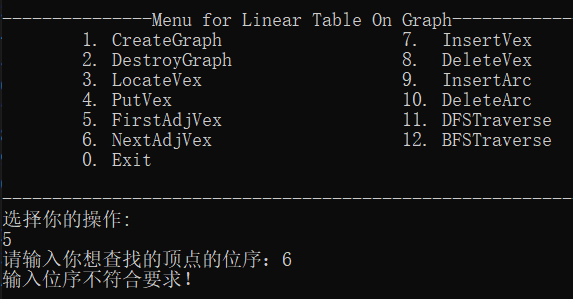 ---------------Menu for Linear Table On Graph------------
1. CreateGraph 7. InsertVex
2. DestroyGraph 8. DeleteVex
3. LocateVex 9. InsertArc
4. PutVex 10. DeleteArc
5. FirstAdjVex 11. DFSTraverse
6. NextAdjVex 12. BFSTraverse
0. Exit
---------------------------------------------------------
选择你的操作:
5
请输入你想查找的顶点的位序：6
输入位序不符合要求！